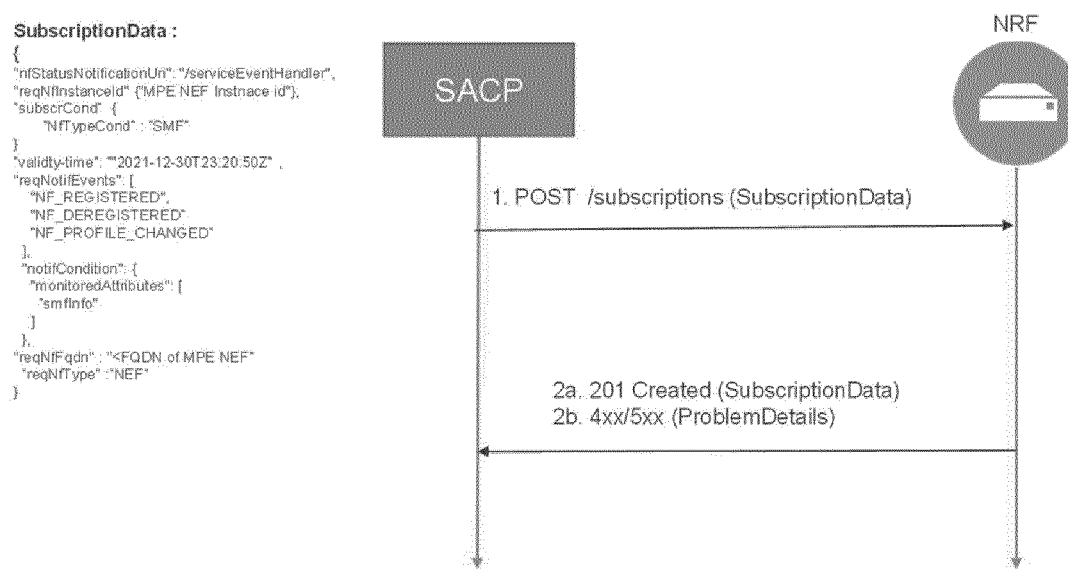 SubscriptionData :
{
"nfStatusNotificationUri": "/serviceEventHandler",
"reqNfInstanceId" {"MPE NEF Instnace id"},
"subscrCond" {
"NfTypeCond" : "SMF"
}
"validty-time": ""2021-12-30T23:20:50Z" ,
"reqNotifEvents": [
"NF_REGISTERED",
"NF_DEREGISTERED"
"NF_PROFILE_CHANGED"
],
"notifCondition": {
"monitoredAttributes": [
"smfInfo"
]
},
"reqNfFqdn" : "<FQDN of MPE NEF"
"reqNfType" :"NEF"
}
SACP
NRF
1. POST /subscriptions (SubscriptionData)
2a. 201 Created (SubscriptionData)
2b. 4xx/5xx (ProblemDetails)